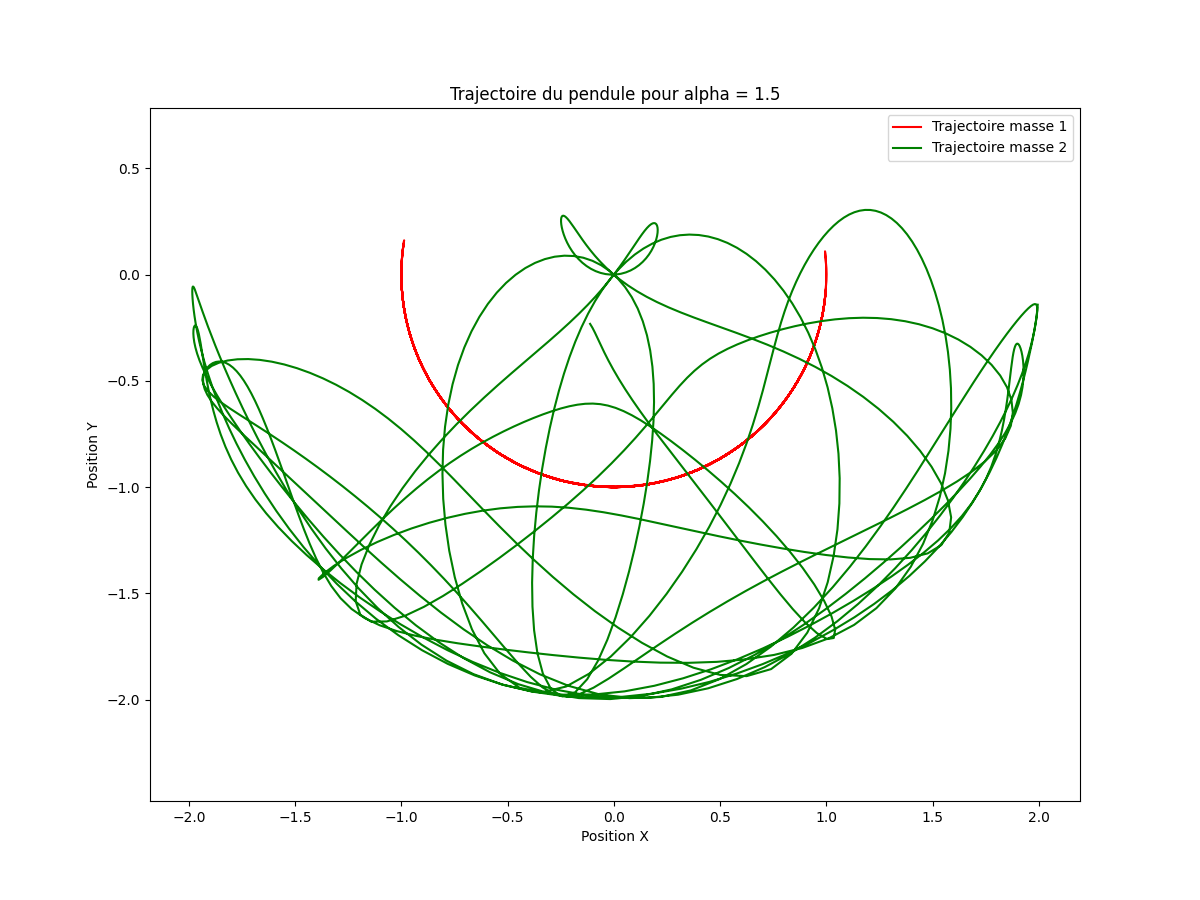 Trajectoire du pendule pour alpha = 1.5
Trajectoire masse 1
Trajectoire masse 2
0.5
0.0
−0.5
−1.0
−1.5
−2.0
Position Y
−2.0 −1.5 −1.0 −0.5 0.0 0.5 1.0 1.5 2.0
Position X